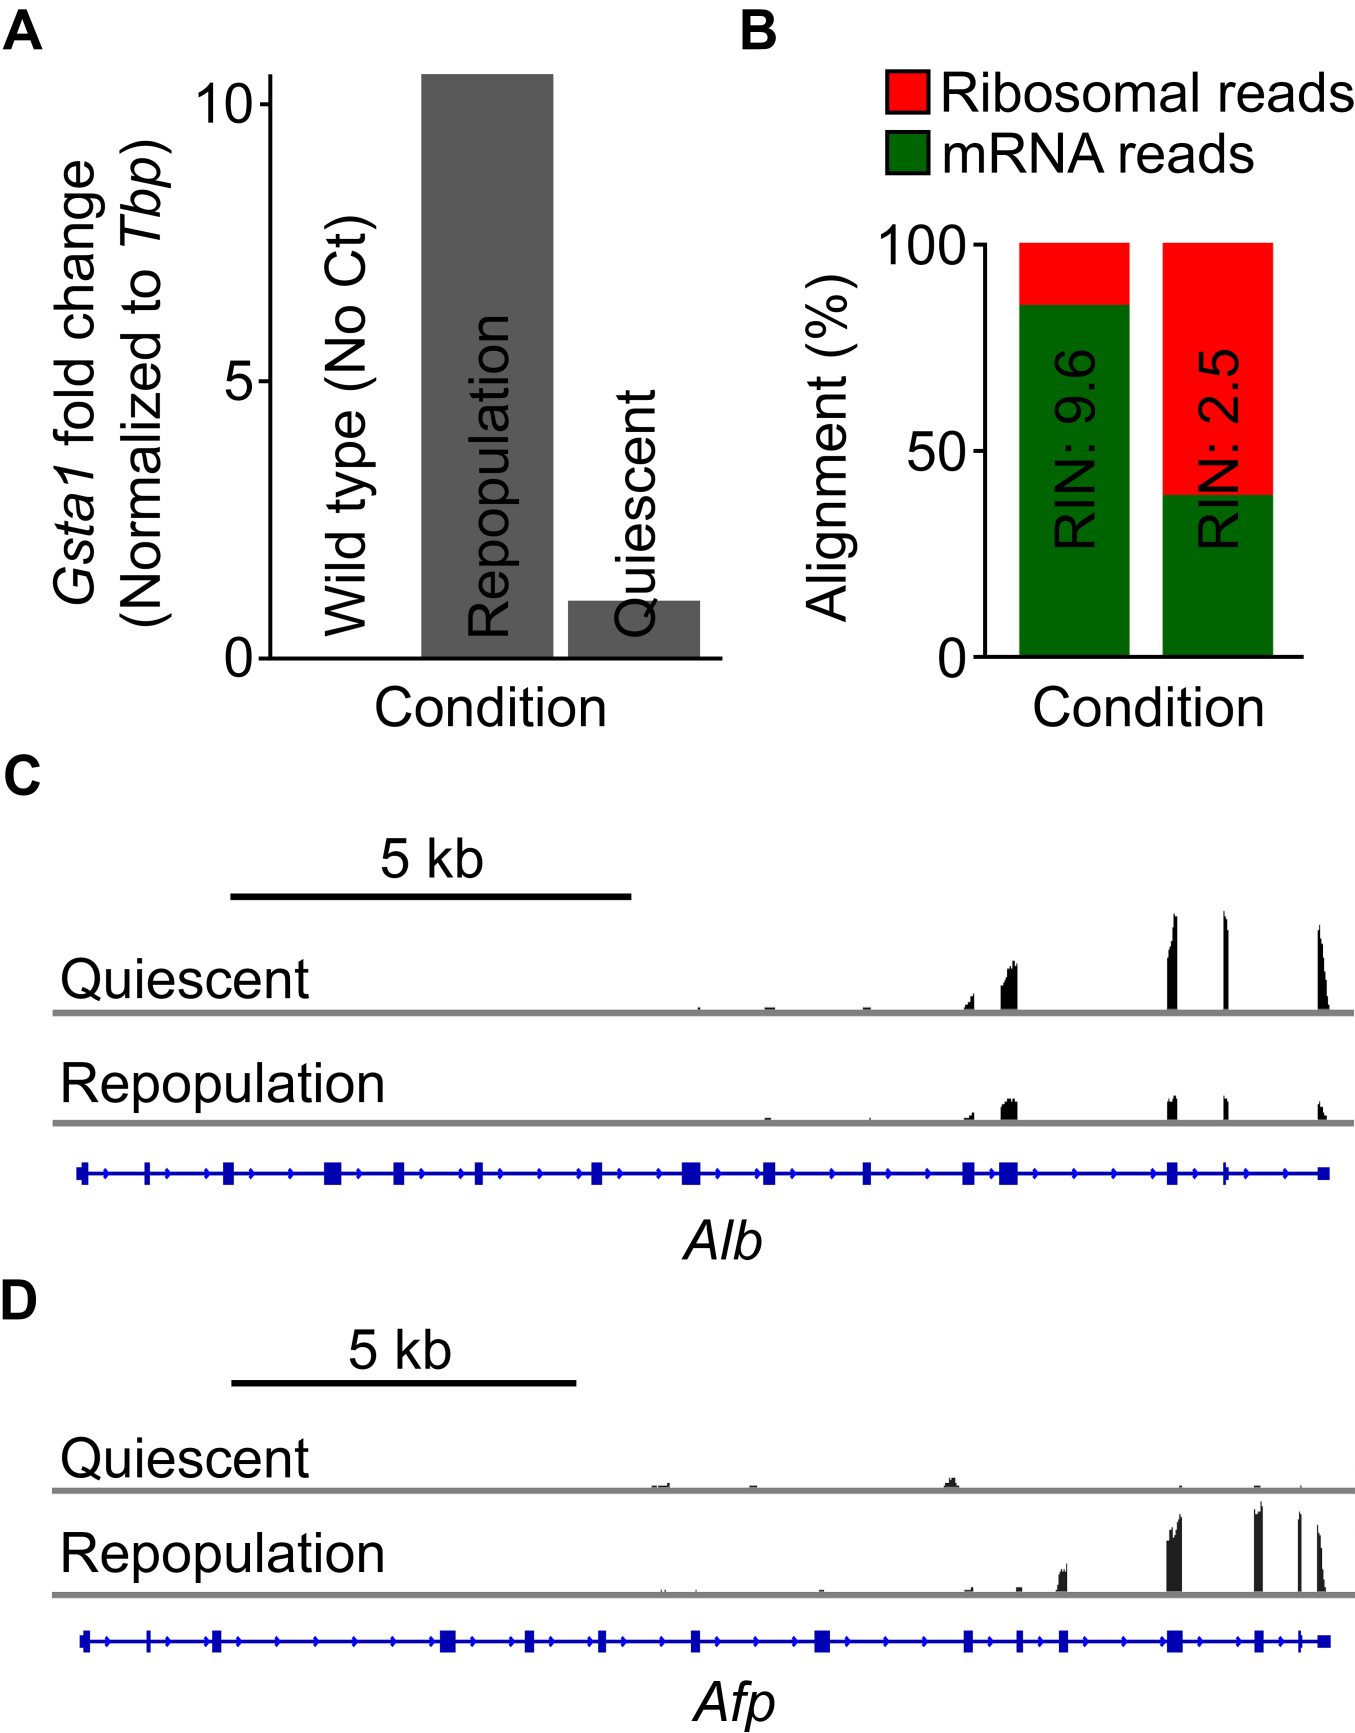 A
Gsta1 fold change
(Normalized to Tbp)
10
5
0
Wild type (No Ct)
Repopulation
Quiescent
Condition
B
Ribosomal reads
mRNA reads
Alignment (%)
100
50
0
RIN: 9.6
RIN: 2.5
Condition
C
5 kb
Quiescent
Repopulation
Alb
D
5 kb
Quiescent
Repopulation
Afp